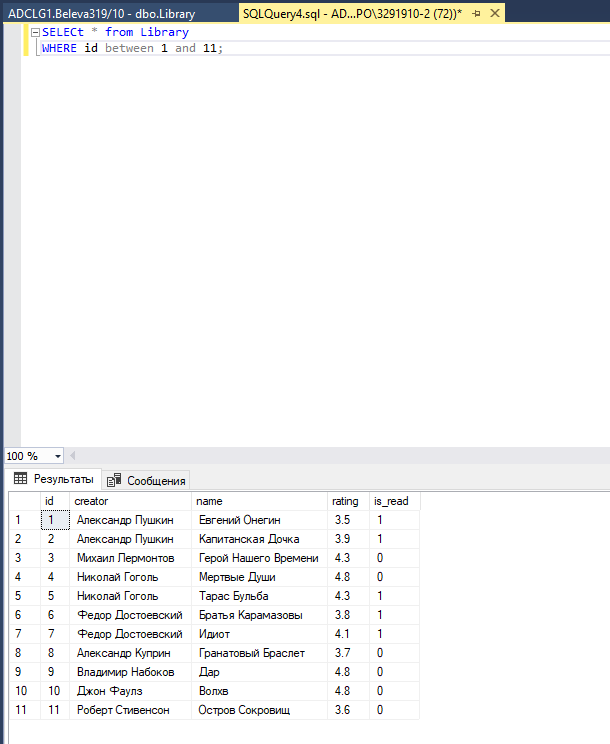 ADCLG1.Beleva319/10 - dbo.Library SQLQuery4.sql - AD...PO\3291910-2 (72))*
SELECt * from Library
WHERE id between 1 and 11;
100 %
Результаты Сообщения
id creator name rating is_read
1 1 Александр Пушкин Евгений Онегин 3.5 1
2 2 Александр Пушкин Капитанская Дочка 3.9 1
3 3 Михаил Лермонтов Герой Нашего Времени 4.3 0
4 4 Николай Гоголь Мертвые Души 4.8 0
5 5 Николай Гоголь Тарас Бульба 4.3 1
6 6 Федор Достоевский Братья Карамазовы 3.8 1
7 7 Федор Достоевский Идиот 4.1 1
8 8 Александр Куприн Гранатовый Браслет 3.7 0
9 9 Владимир Набоков Дар 4.8 0
10 10 Джон Фаулз Волхв 4.8 0
11 11 Роберт Стивенсон Остров Сокровищ 3.6 0